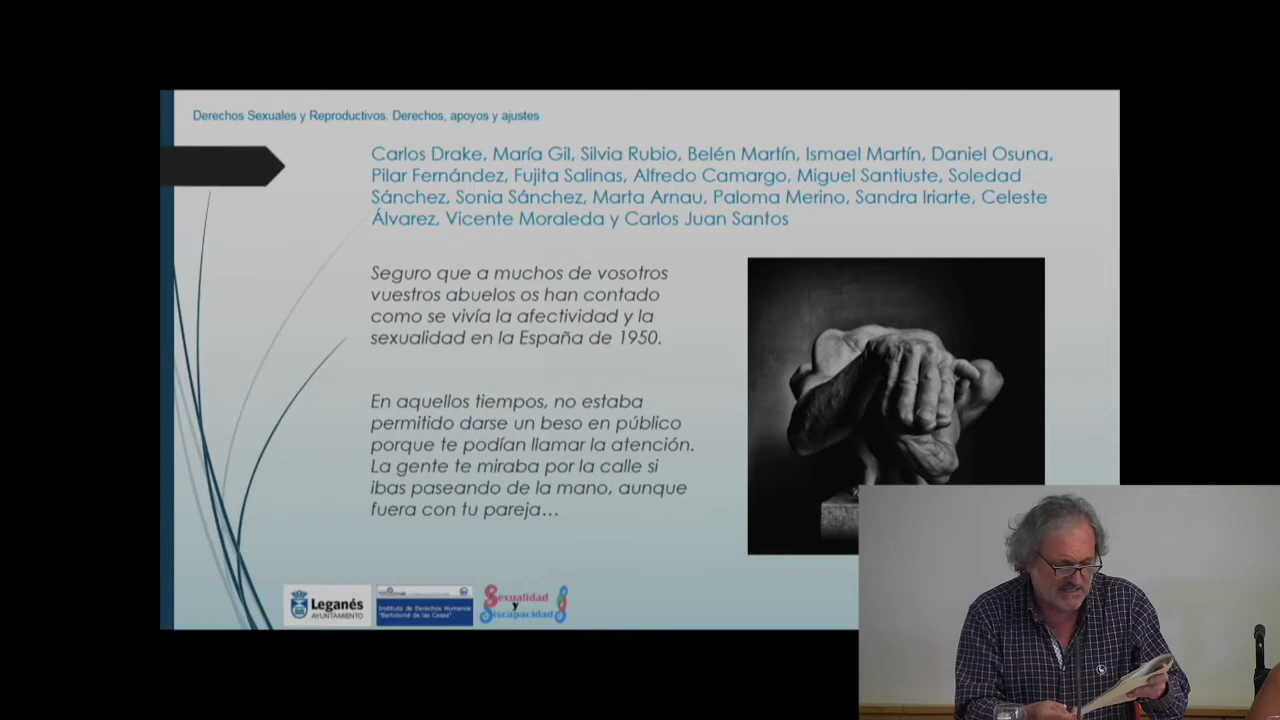 Derechos Sexuales y Reproductivos. Derechos, apoyos y ajustes
Carlos Drake, María Gil, Silvia Rubio, Belén Martín, Ismael Martín, Daniel Osuna,
Pilar Fernández, Fujita Salinas, Alfredo Camargo, Miguel Santiuste, Soledad
Sánchez, Sonia Sánchez, Marta Arnau, Paloma Merino, Sandra Iriarte, Celeste
Álvarez, Vicente Moraleda y Carlos Juan Santos
Seguro que a muchos de vosotros
vuestros abuelos os han contado
como se vivía la afectividad y la
sexualidad en la España de 1950.
En aquellos tiempos, no estaba
permitido darse un beso en público
porque te podían llamar la atención.
La gente te miraba por la calle si
ibas paseando de la mano, aunque
fuera con tu pareja…
Leganés
AYUNTAMIENTO
Instituto de Derechos Humanos
"Bartolomé de las Casas"
Sexualidad
y
Discapacidad